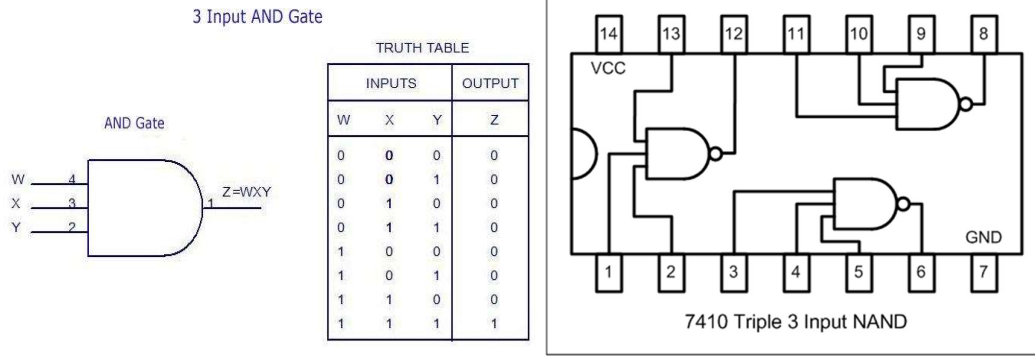 3 Input AND Gate
AND Gate
W 4
X 3
Y 2
1 Z=WXY
TRUTH TABLE
INPUTS OUTPUT
W X Y Z
0 0 0 0
0 0 1 0
0 1 0 0
0 1 1 0
1 0 0 0
1 0 1 0
1 1 0 0
1 1 1 1
14 13 12 11 10 9 8
VCC
GND
1 2 3 4 5 6 7
7410 Triple 3 Input NAND